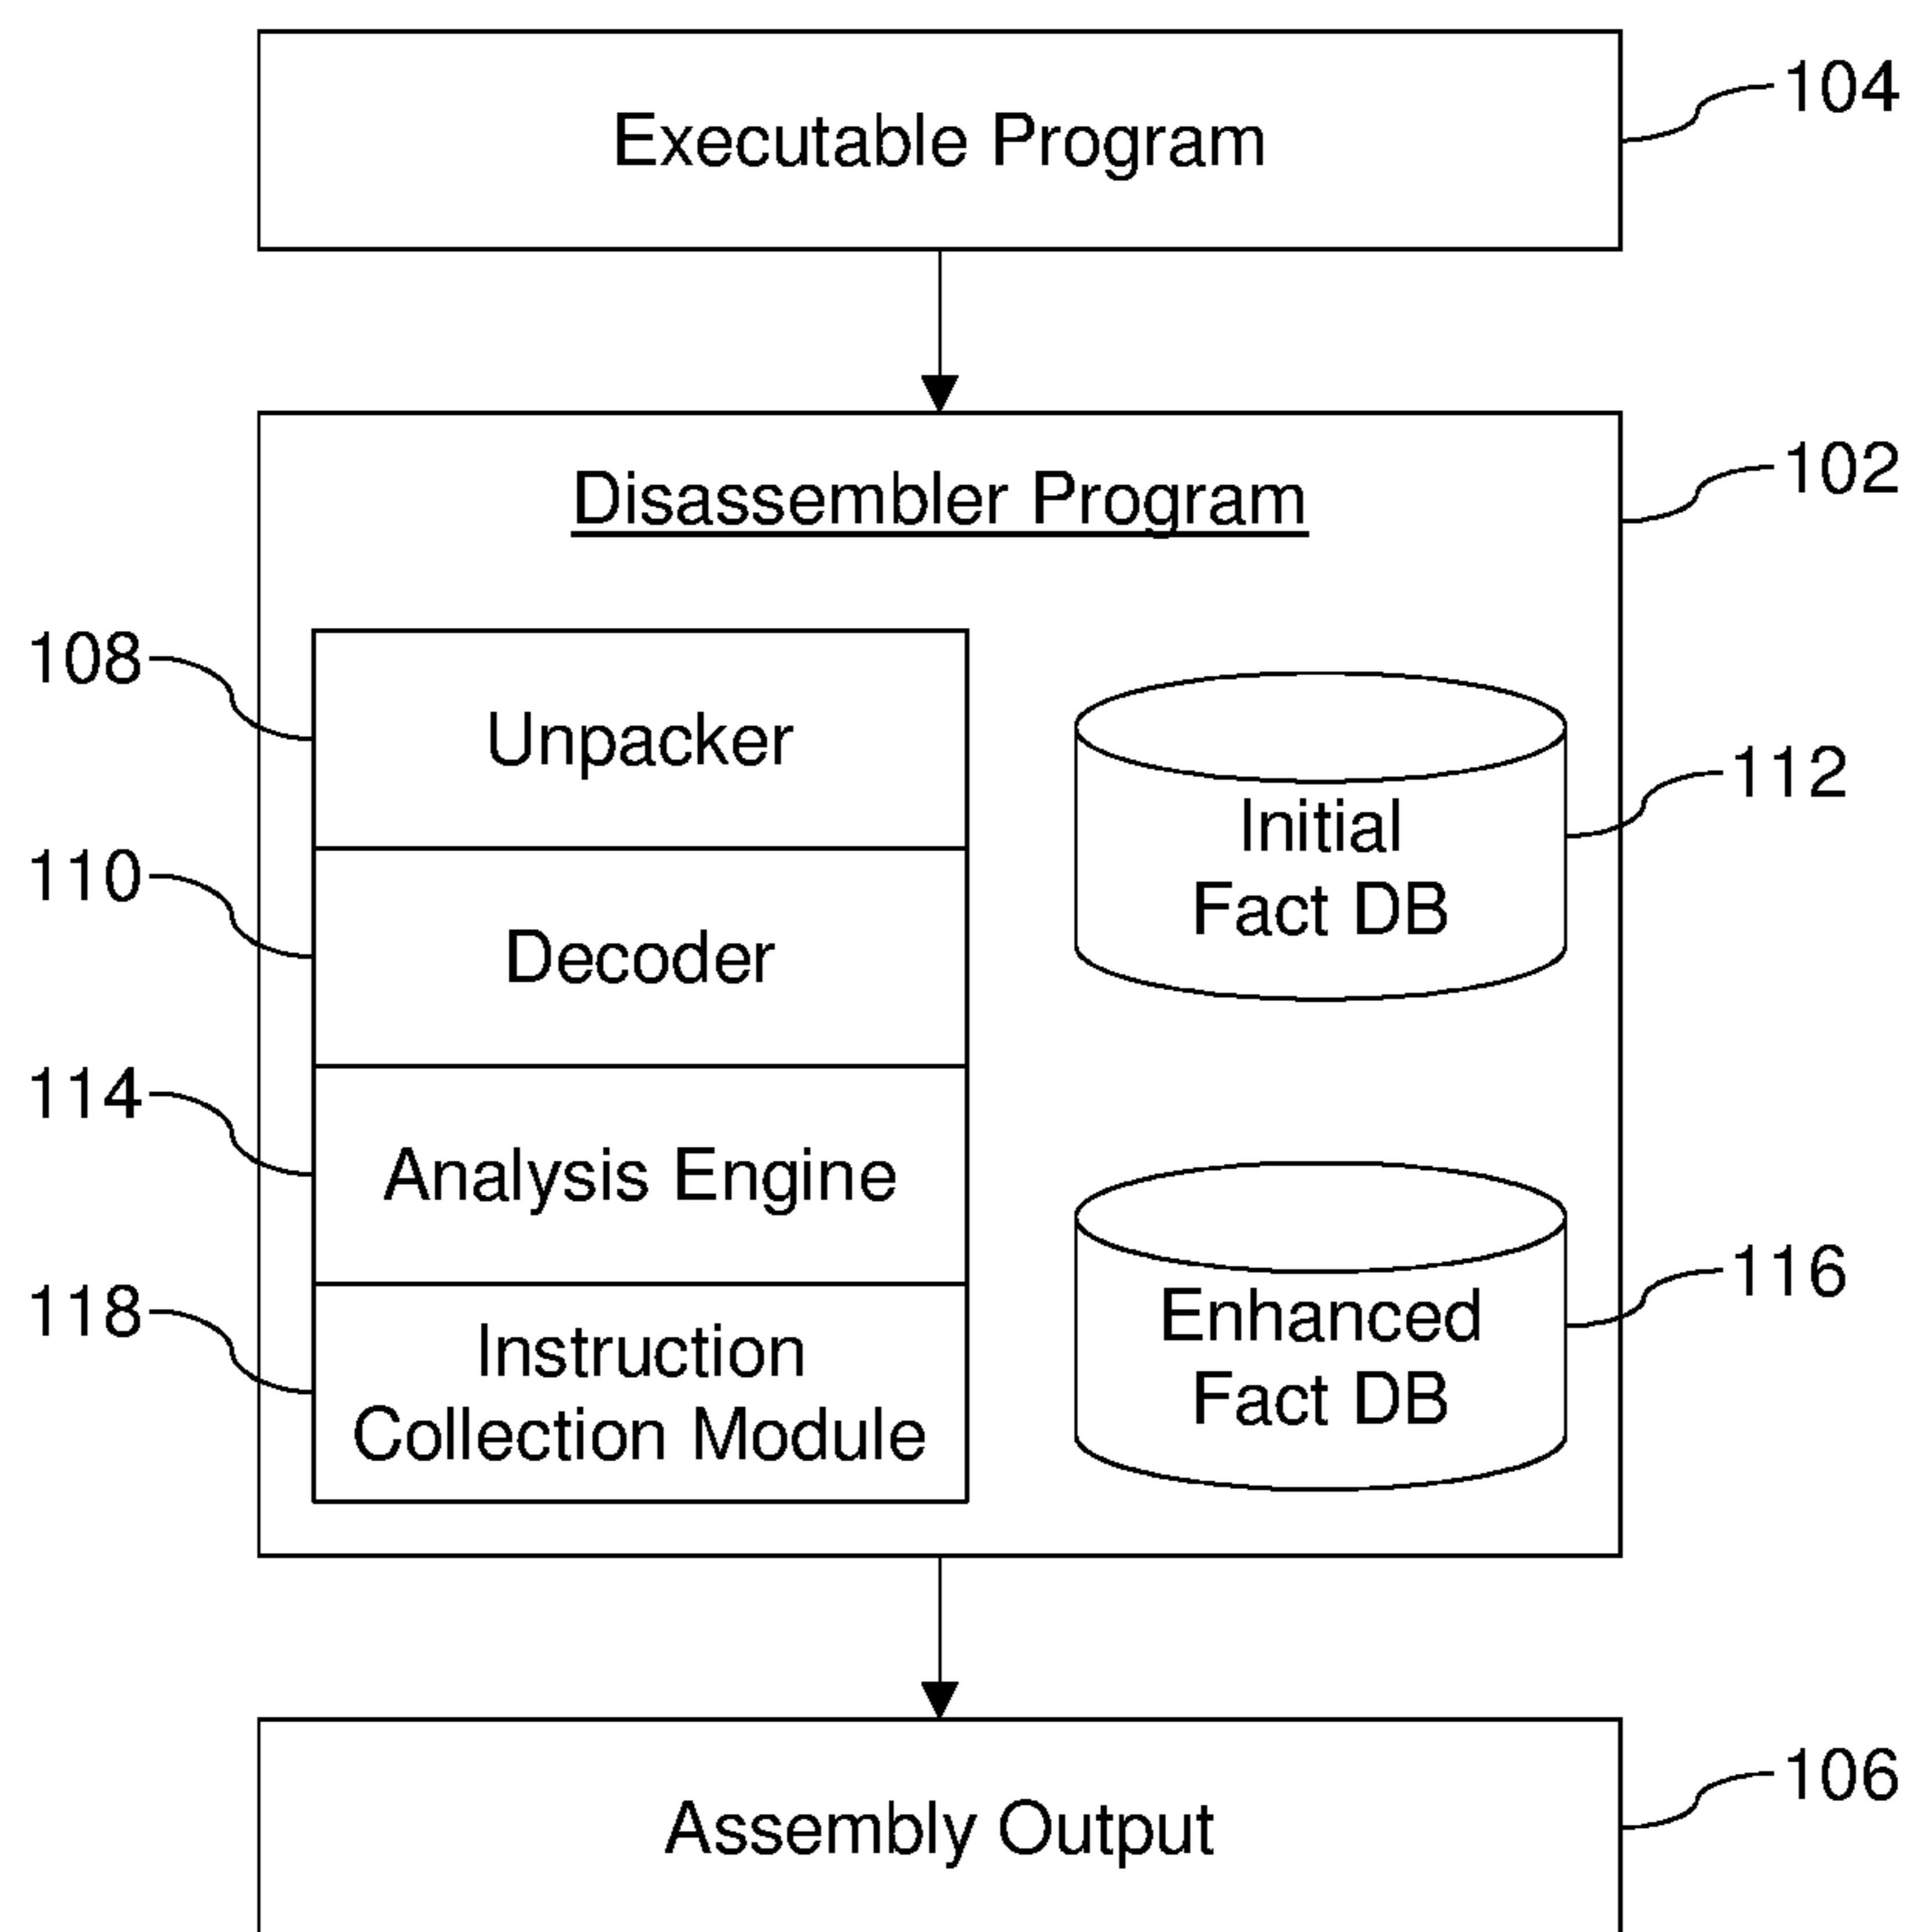 Executable Program
104
Disassembler Program
102
108
Unpacker
112
Initial
Fact DB
110
Decoder
114
Analysis Engine
116
Enhanced
Fact DB
118
Instruction
Collection Module
Assembly Output
106